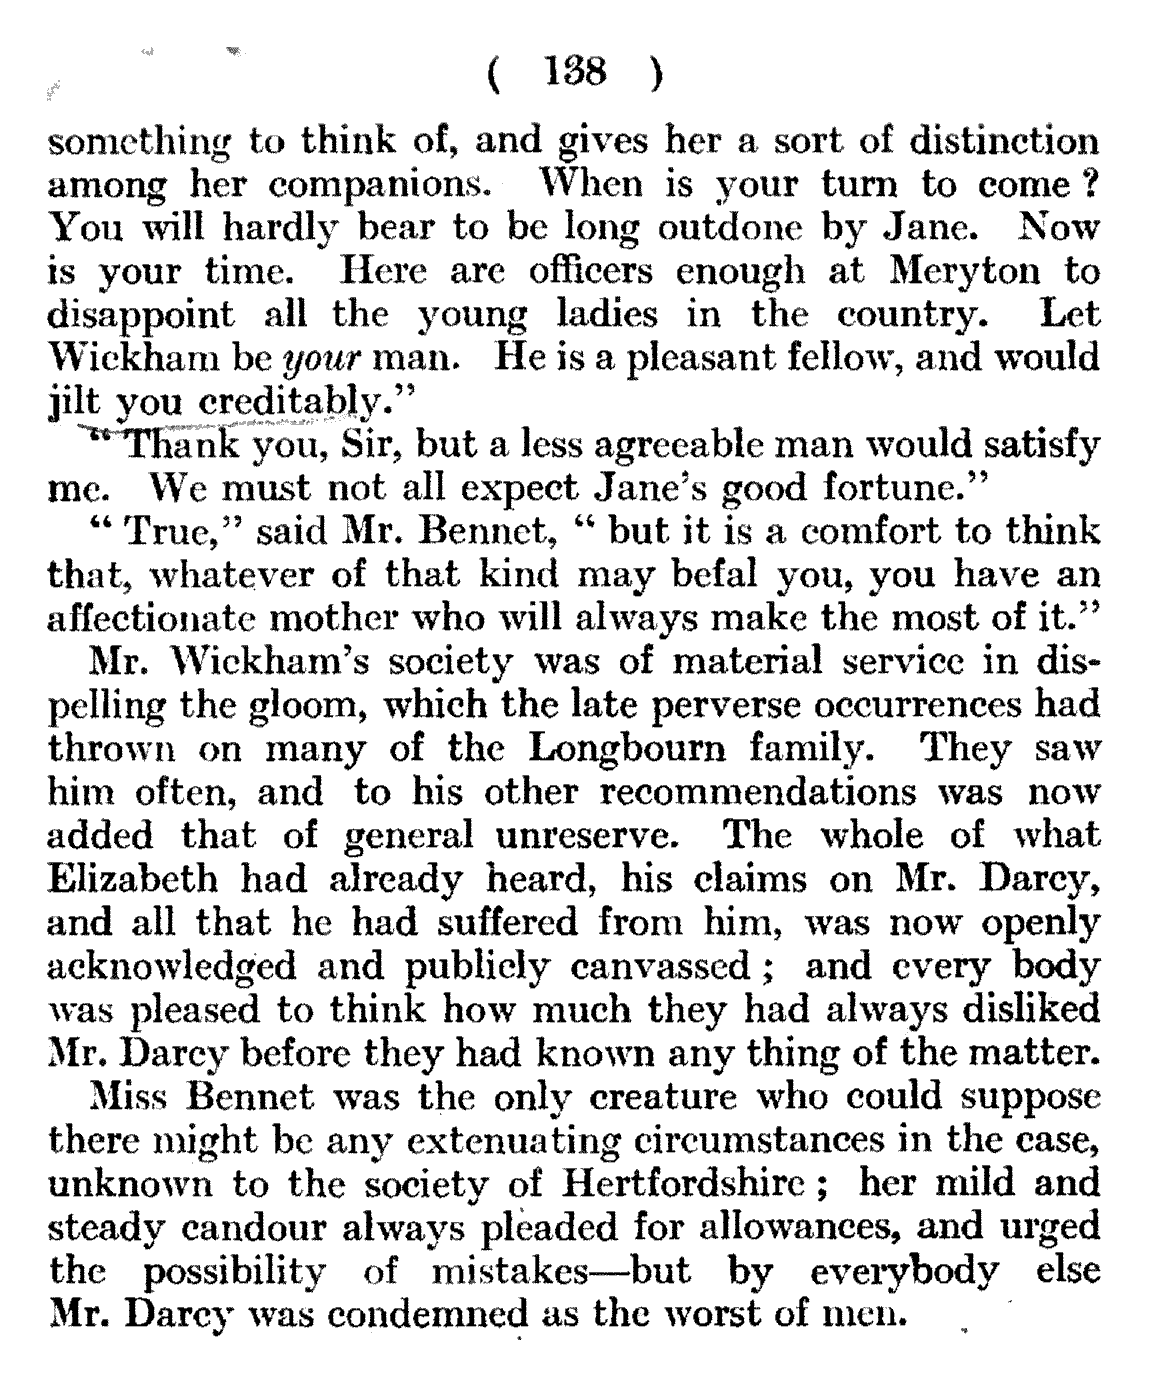 ( 138 )
something to think of, and gives her a sort of distinction
among her companions. When is your turn to come ?
You will hardly bear to be long outdone by Jane. Now
is your time. Here are officers enough at Meryton to
disappoint all the young ladies in the country. Let
Wickham be your man. He is a pleasant fellow, and would
jilt you creditably.”
“ Thank you, Sir, but a less agreeable man would satisfy
me. We must not all expect Jane’s good fortune.”
“ True,” said Mr. Bennet, “ but it is a comfort to think
that, whatever of that kind may befal you, you have an
affectionate mother who will always make the most of it.”
Mr. Wickham’s society was of material service in dis-
pelling the gloom, which the late perverse occurrences had
thrown on many of the Longbourn family. They saw
him often, and to his other recommendations was now
added that of general unreserve. The whole of what
Elizabeth had already heard, his claims on Mr. Darcy,
and all that he had suffered from him, was now openly
acknowledged and publicly canvassed ; and every body
was pleased to think how much they had always disliked
Mr. Darcy before they had known any thing of the matter.
Miss Bennet was the only creature who could suppose
there might be any extenuating circumstances in the case,
unknown to the society of Hertfordshire ; her mild and
steady candour always pleaded for allowances, and urged
the possibility of mistakes—but by everybody else
Mr. Darcy was condemned as the worst of men.